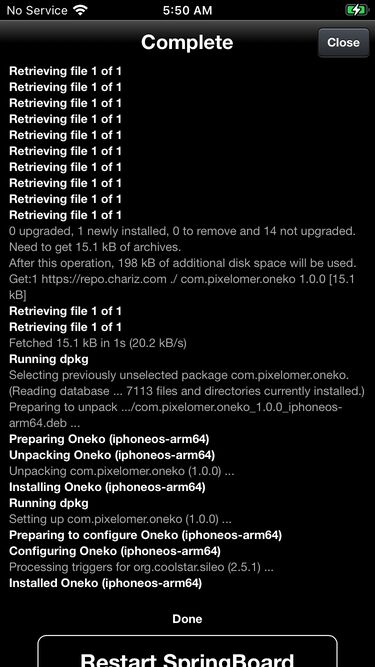 No Service 5:50 AM
Complete
Close
Retrieving file 1 of 1
Retrieving file 1 of 1
Retrieving file 1 of 1
Retrieving file 1 of 1
Retrieving file 1 of 1
Retrieving file 1 of 1
Retrieving file 1 of 1
Retrieving file 1 of 1
Retrieving file 1 of 1
Retrieving file 1 of 1
0 upgraded, 1 newly installed, 0 to remove and 14 not upgraded.
Need to get 15.1 kB of archives.
After this operation, 198 kB of additional disk space will be used.
Get:1 https://repo.chariz.com ./ com.pixelomer.oneko 1.0.0 [15.1
kB]
Retrieving file 1 of 1
Retrieving file 1 of 1
Fetched 15.1 kB in 1s (20.2 kB/s)
Running dpkg
Selecting previously unselected package com.pixelomer.oneko.
(Reading database ... 7113 files and directories currently installed.)
Preparing to unpack .../com.pixelomer.oneko_1.0.0_iphoneos-
arm64.deb ...
Preparing Oneko (iphoneos-arm64)
Unpacking Oneko (iphoneos-arm64)
Unpacking com.pixelomer.oneko (1.0.0) ...
Installing Oneko (iphoneos-arm64)
Running dpkg
Setting up com.pixelomer.oneko (1.0.0) ...
Preparing to configure Oneko (iphoneos-arm64)
Configuring Oneko (iphoneos-arm64)
Processing triggers for org.coolstar.sileo (2.5.1) ...
Installed Oneko (iphoneos-arm64)
Done
Restart SpringBoard